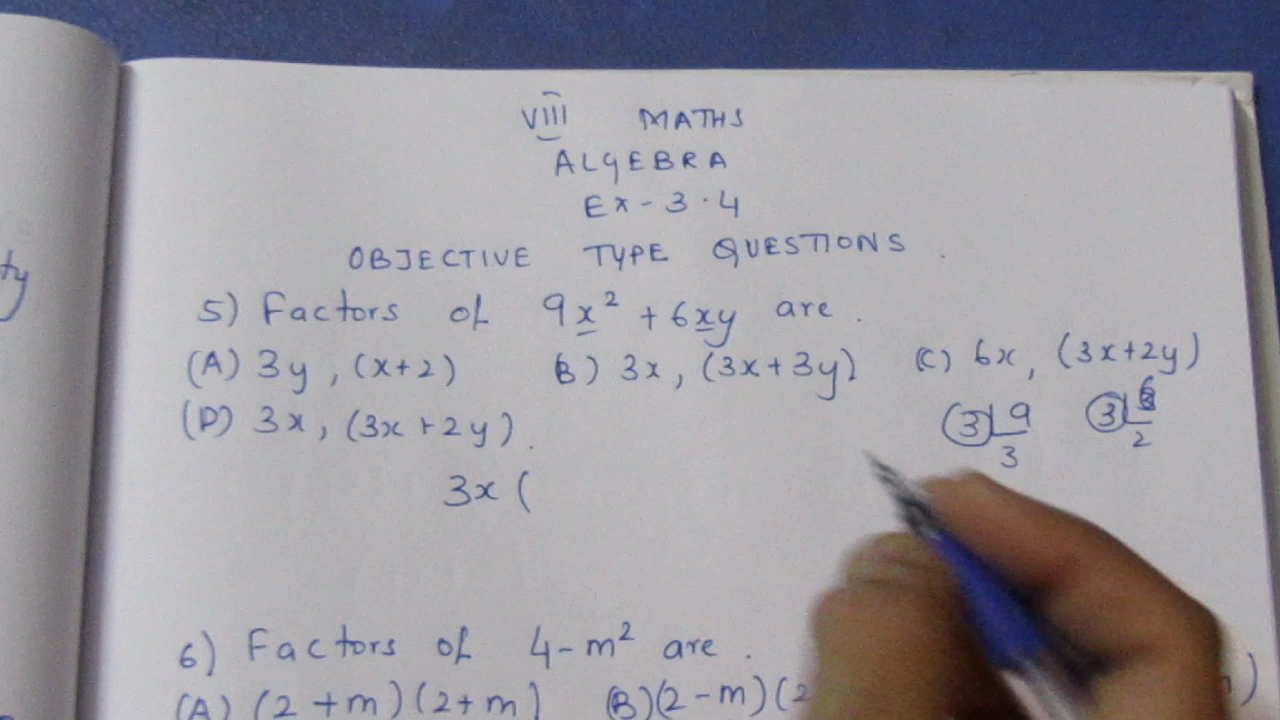 VIII MATHS
ALGEBRA
Ex - 3.4
OBJECTIVE TYPE QUESTIONS.
5) Factors of 9x² + 6xy are.
(A) 3y, (x+2) B) 3x, (3x+3y) (C) 6x, (3x+2y)
(D) 3x, (3x+2y).
3 9 3 6
3 2
3x (
6) Factors of 4-m² are.
(A) (2+m)(2+m) (B) (2-m)(2
ty